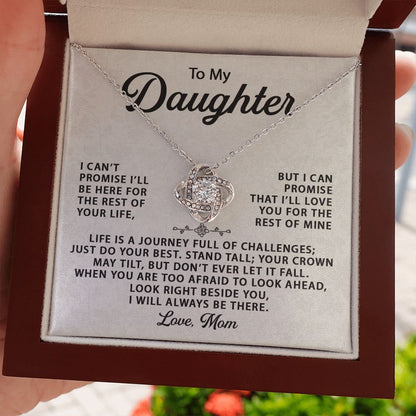 To My
Daughter
I CAN'T
PROMISE I'LL
BE HERE FOR
THE REST OF
YOUR LIFE,
BUT I CAN
PROMISE
THAT I'LL LOVE
YOU FOR THE
REST OF MINE
LIFE IS A JOURNEY FULL OF CHALLENGES;
JUST DO YOUR BEST. STAND TALL; YOUR CROWN
MAY TILT, BUT DON'T EVER LET IT FALL.
WHEN YOU ARE TOO AFRAID TO LOOK AHEAD,
LOOK RIGHT BESIDE YOU,
I WILL ALWAYS BE THERE.
Love, Mom